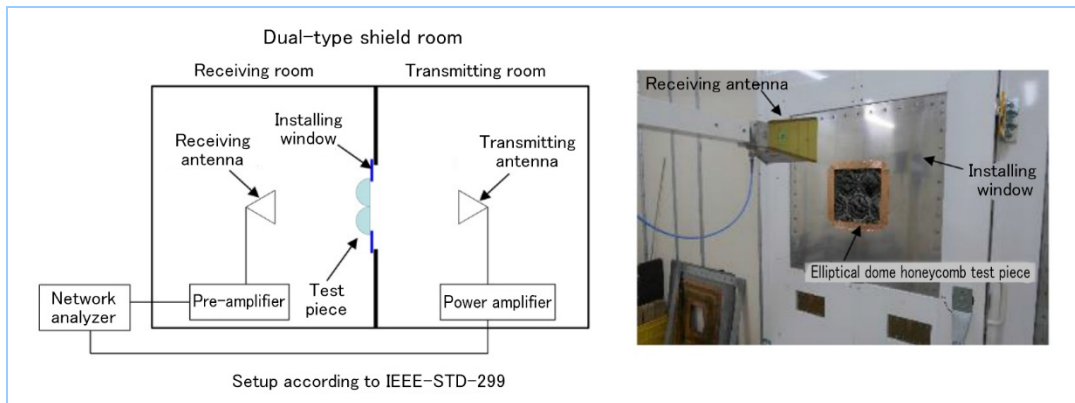 Dual-type shield room
Receiving room
Transmitting room
Receiving
antenna
Installing
window
Transmitting
antenna
Test
piece
Network
analyzer
Pre-amplifier
Power amplifier
Setup according to IEEE-STD-299
Receiving antenna
Installing
window
Elliptical dome honeycomb test piece